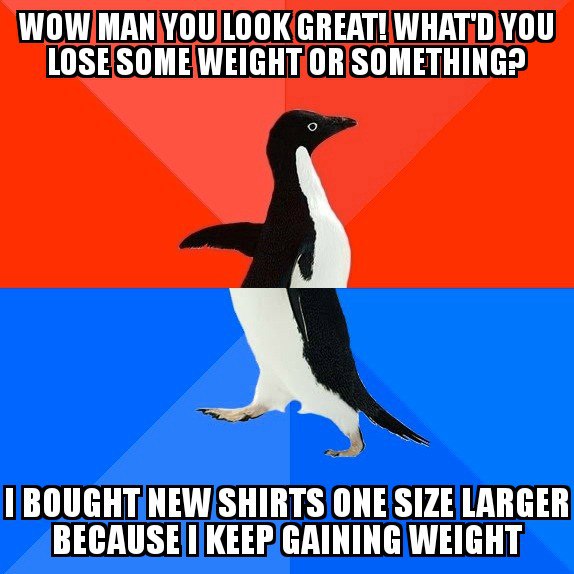 WOW MAN YOU LOOK GREAT! WHAT'D YOU
LOSE SOME WEIGHT OR SOMETHING?
I BOUGHT NEW SHIRTS ONE SIZE LARGER
BECAUSE I KEEP GAINING WEIGHT